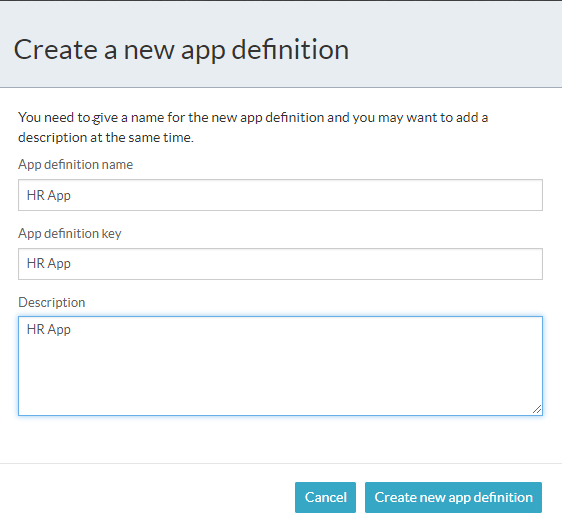 Create a new app definition
You need to give a name for the new app definition and you may want to add a
description at the same time.
App definition name
HR App
App definition key
HR App
Description
HR App
Cancel
Create new app definition